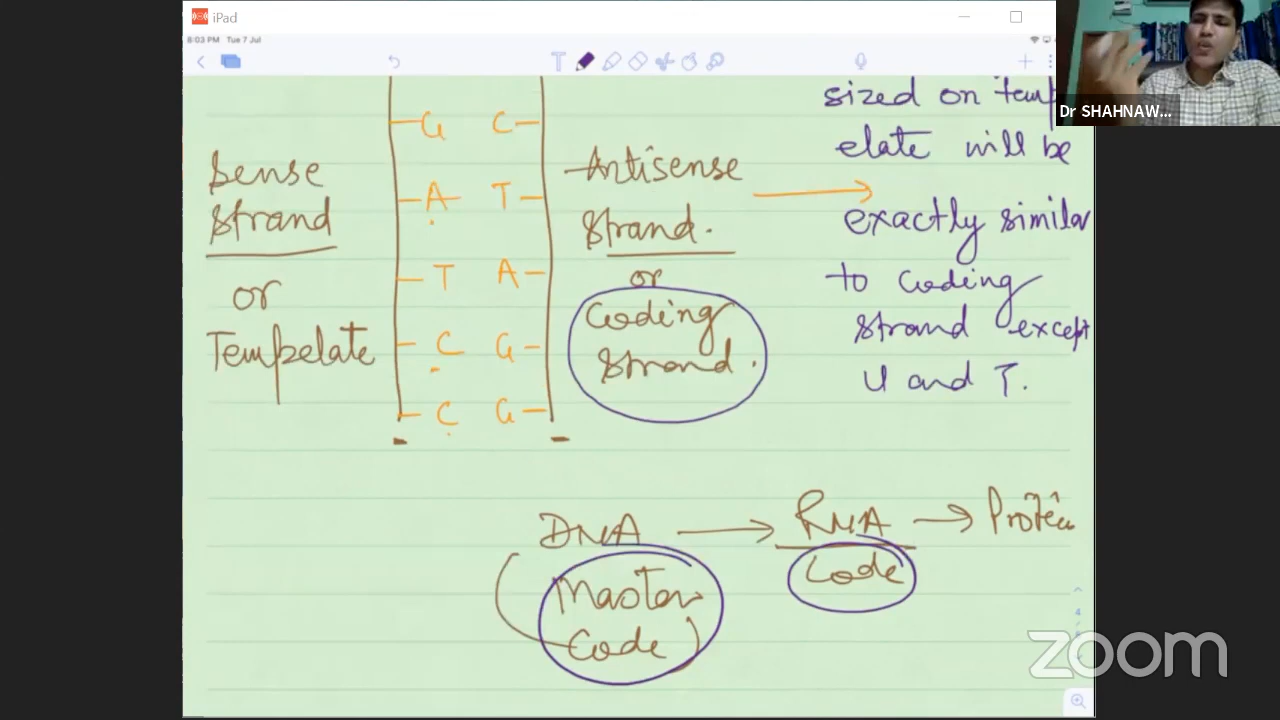 iPad
8:03 PM Tue 7 Jul
sized on temp
elate will be
exactly similar
to Coding
strand except
U and T.
Sense
Strand
or
Tempelate
G C
A T
T A
C G
C G
Antisense
Strand.
or
Coding
Strand.
DNA → RNA → Protein
(Master
Code)
Code
Dr SHAHNAW...
zoom